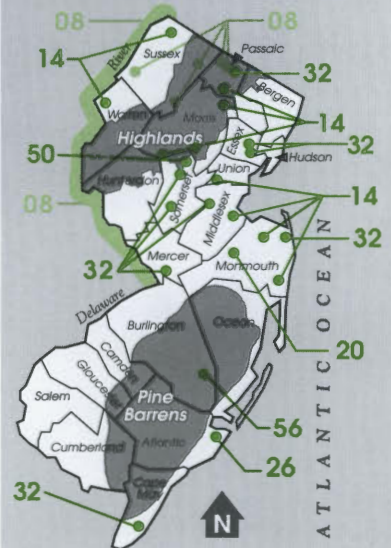 08
08
14
Sussex
Passaic
River
32
Bergen
Warren
Morris
14
Highlands
Essex
32
50
Hudson
Union
Hunterdon
Somerset
08
Middlesex
14
32
32
Mercer
Monmouth
Delaware
20
Burlington
Ocean
Camden
Gloucester
Salem
Pine
Barrens
56
Cumberland
Atlantic
26
32
Cape
May
N
ATLANTIC OCEAN